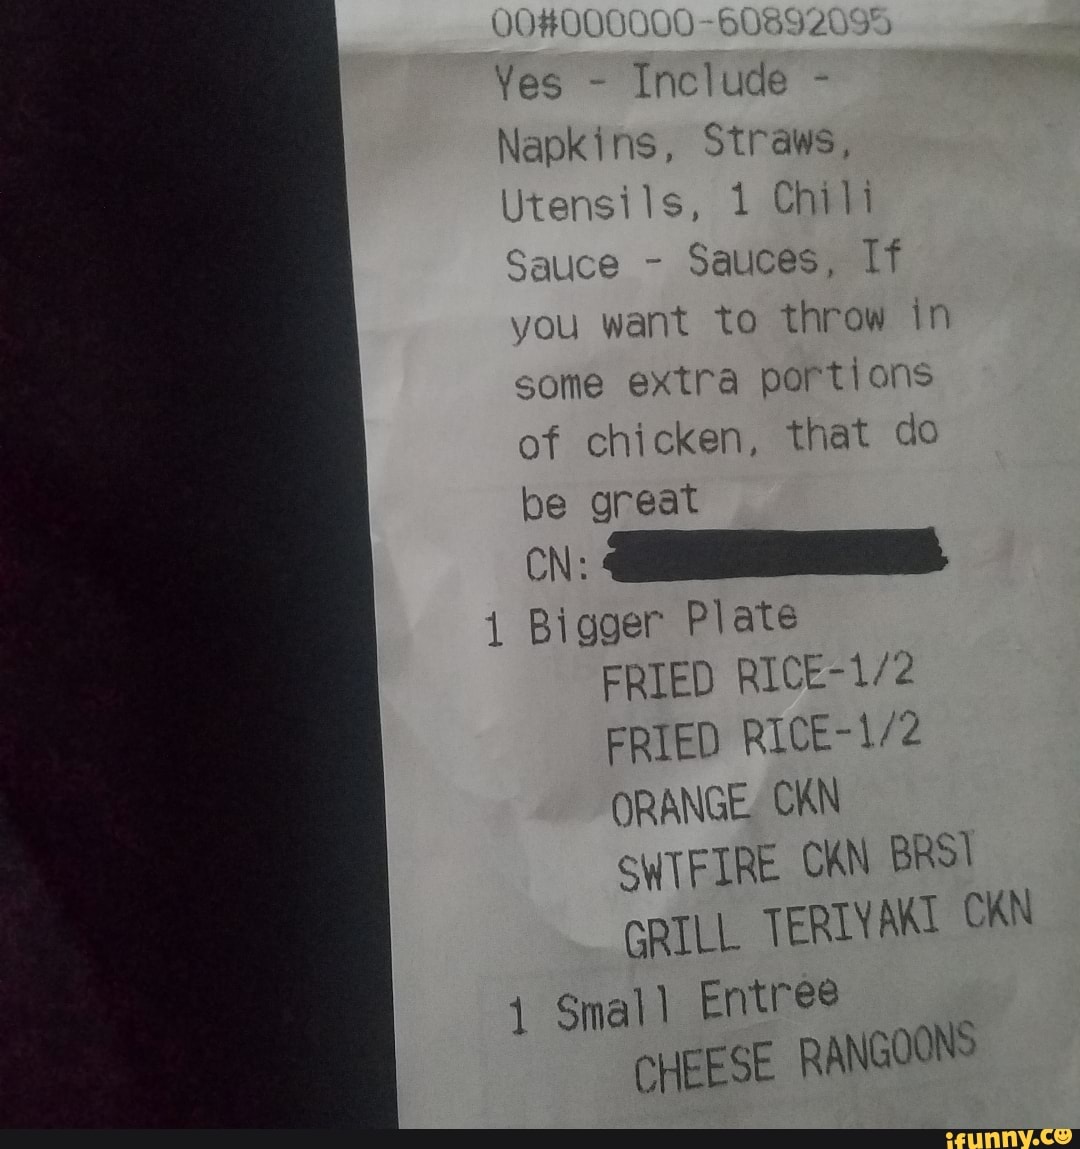 00#000000-60892095
Yes - Include -
Napkins, Straws,
Utensils, 1 Chili
Sauce - Sauces, If
you want to throw in
some extra portions
of chicken, that do
be great
CN:
1 Bigger Plate
FRIED RICE-1/2
FRIED RICE-1/2
ORANGE CKN
SWTFIRE CKN BRST
GRILL TERIYAKI CKN
1 Small Entree
CHEESE RANGOONS
ifunny.co